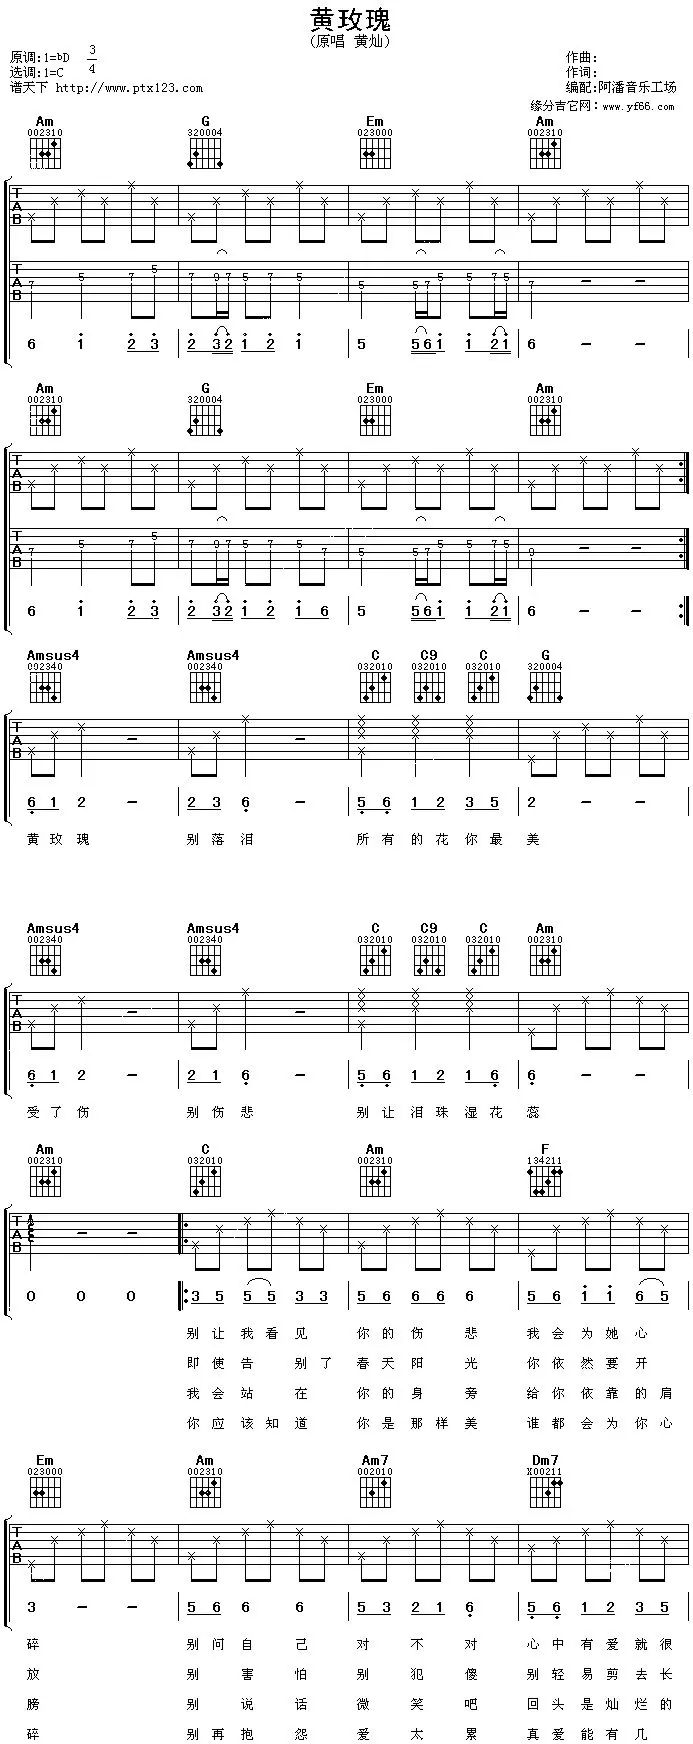 黄玫瑰
(原唱 黄灿)
原调:1=bD 3/4
选调:1=C
谱天下 http://www.ptx123.com
作曲:
作词:
编配:阿潘音乐工场
缘分吉它网:www.yf66.com
Am G Em Am
002310 320004 023000 002310
T A B
7 5 7 5 7 9 7 5 7 5 5 5 7 5 5 7 5 7 - -
6 1 2 3 2 3 2 1 2 1 5 5 6 1 1 2 1 6 - -
Am G Em Am
002310 320004 023000 002310
T A B
7 5 7 5 7 9 7 5 7 5 7 5 5 7 5 5 7 5 9 - -
6 1 2 3 2 3 2 1 2 1 6 5 5 6 1 1 2 1 6 - -
Amsus4 Amsus4 C C9 C G
092340 002340 032010 032010 032010 320004
T A B
6 1 2 - 2 3 6 - 5 6 1 2 3 5 2 - -
黄玫瑰 别落泪 所有的花你最美
Amsus4 Amsus4 C C9 C Am
002340 002340 032010 032010 032010 002310
T A B
6 1 2 - 2 1 6 - 5 6 1 2 1 6 6 - -
受了伤 别伤悲 别让泪珠湿花蕊
Am C Am F
002310 032010 002310 134211
T A B
0 0 0 3 5 5 5 3 3 5 6 6 6 6 5 6 1 1 6 5
别让我看见 你的伤悲 我会为她心
即使告别了 春天阳光 你依然要开
我会站在 你的身旁 给你依靠的肩
你应该知道 你是那样美 谁都会为你心
Em Am Am7 Dm7
023000 002310 002010 X00211
T A B
3 - - 5 6 6 6 5 3 2 1 6 5 6 1 2 3 5
碎 别问自己 对不对 心中有爱就很
放 别害怕 别犯傻 别轻易剪去长
膀 别说话 微笑吧 回头是灿烂的
碎 别再抱怨 爱太累 真爱能有几